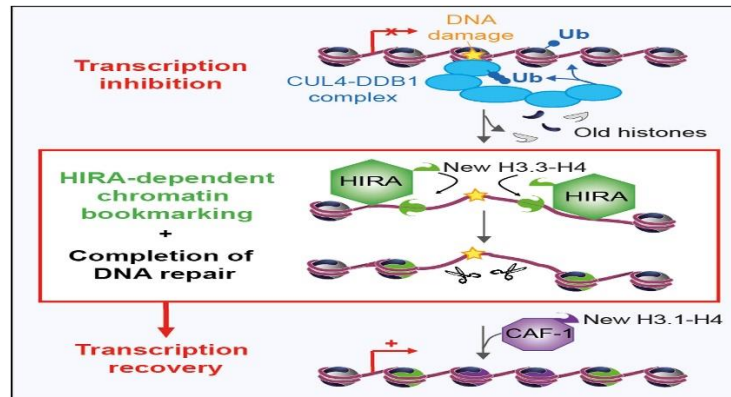 DNA
damage
Ub
Transcription
inhibition
CUL4-DDB1
complex
Ub
Old histones
HIRA-dependent
chromatin
bookmarking
+
Completion of
DNA repair
HIRA
New H3.3-H4
HIRA
Transcription
recovery
+
CAF-1
New H3.1-H4